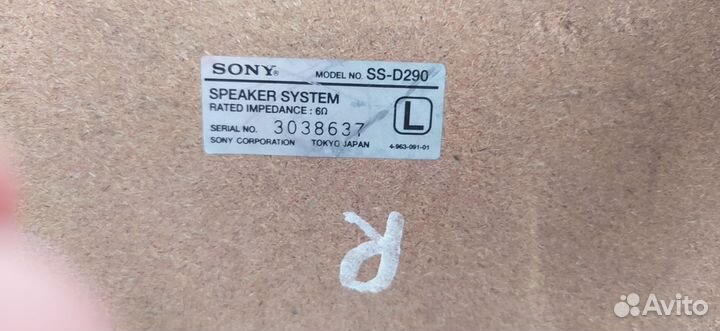 SONY® MODEL NO. SS-D290
SPEAKER SYSTEM
RATED IMPEDANCE : 6Ω
L
SERIAL NO. 3038637
SONY CORPORATION TOKYO JAPAN 4-963-091-01
R
Avito